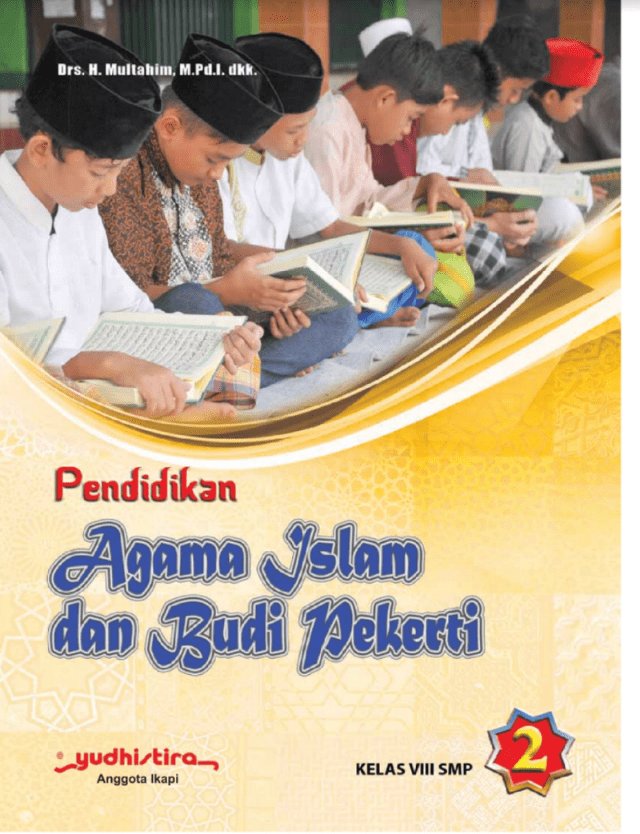 Drs. H. Multahim, M.Pd.I. dkk.
Pendidikan
Agama Islam
dan Budi Pekerti
yudhistira
Anggota Ikapi
KELAS VIII SMP
2